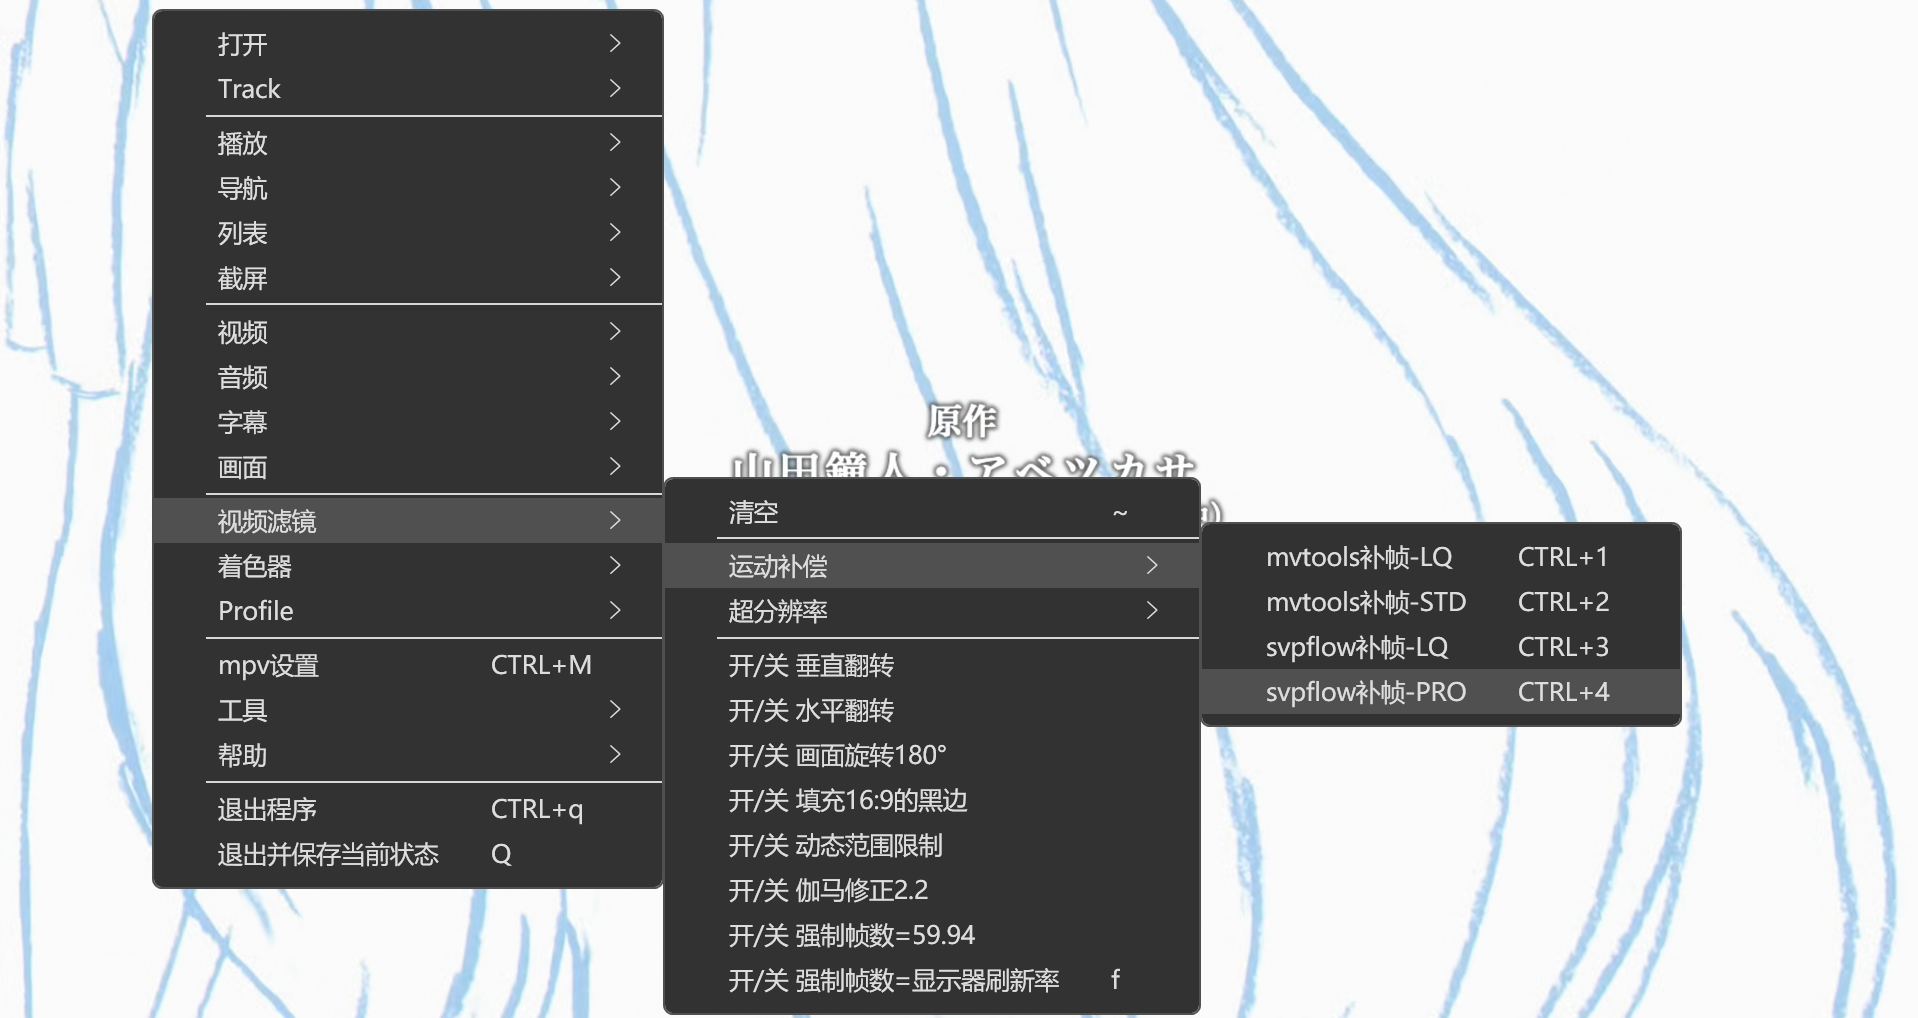 打开
Track
播放
导航
列表
截屏
视频
音频
字幕
画面
视频滤镜
着色器
Profile
mpv设置 CTRL+M
工具
帮助
退出程序 CTRL+q
退出并保存当前状态 Q
原作
山田鐘人・アベツカサ
清空 ~
运动补偿
超分辨率
开/关 垂直翻转
开/关 水平翻转
开/关 画面旋转180°
开/关 填充16:9的黑边
开/关 动态范围限制
开/关 伽马修正2.2
开/关 强制帧数=59.94
开/关 强制帧数=显示器刷新率 f
mvtools补帧-LQ CTRL+1
mvtools补帧-STD CTRL+2
svpflow补帧-LQ CTRL+3
svpflow补帧-PRO CTRL+4